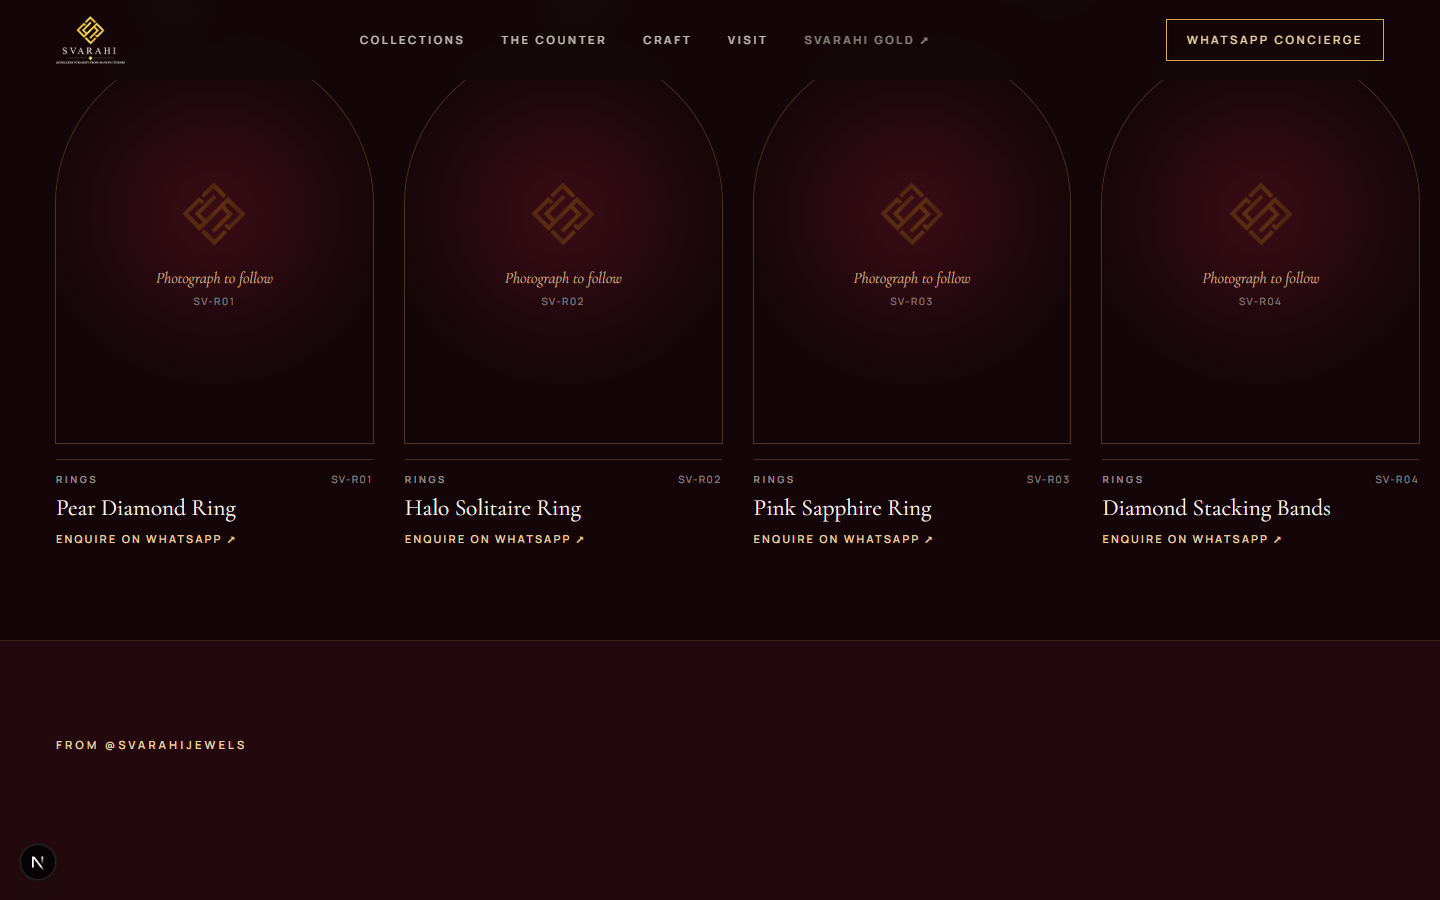 SVARAHI
COLLECTIONS
THE COUNTER
CRAFT
VISIT
SVARAHI GOLD ↗
WHATSAPP CONCIERGE
Photograph to follow
SV-R01
Photograph to follow
SV-R02
Photograph to follow
SV-R03
Photograph to follow
SV-R04
RINGS SV-R01
Pear Diamond Ring
ENQUIRE ON WHATSAPP ↗
RINGS SV-R02
Halo Solitaire Ring
ENQUIRE ON WHATSAPP ↗
RINGS SV-R03
Pink Sapphire Ring
ENQUIRE ON WHATSAPP ↗
RINGS SV-R04
Diamond Stacking Bands
ENQUIRE ON WHATSAPP ↗
FROM @SVARAHIJEWELS
N